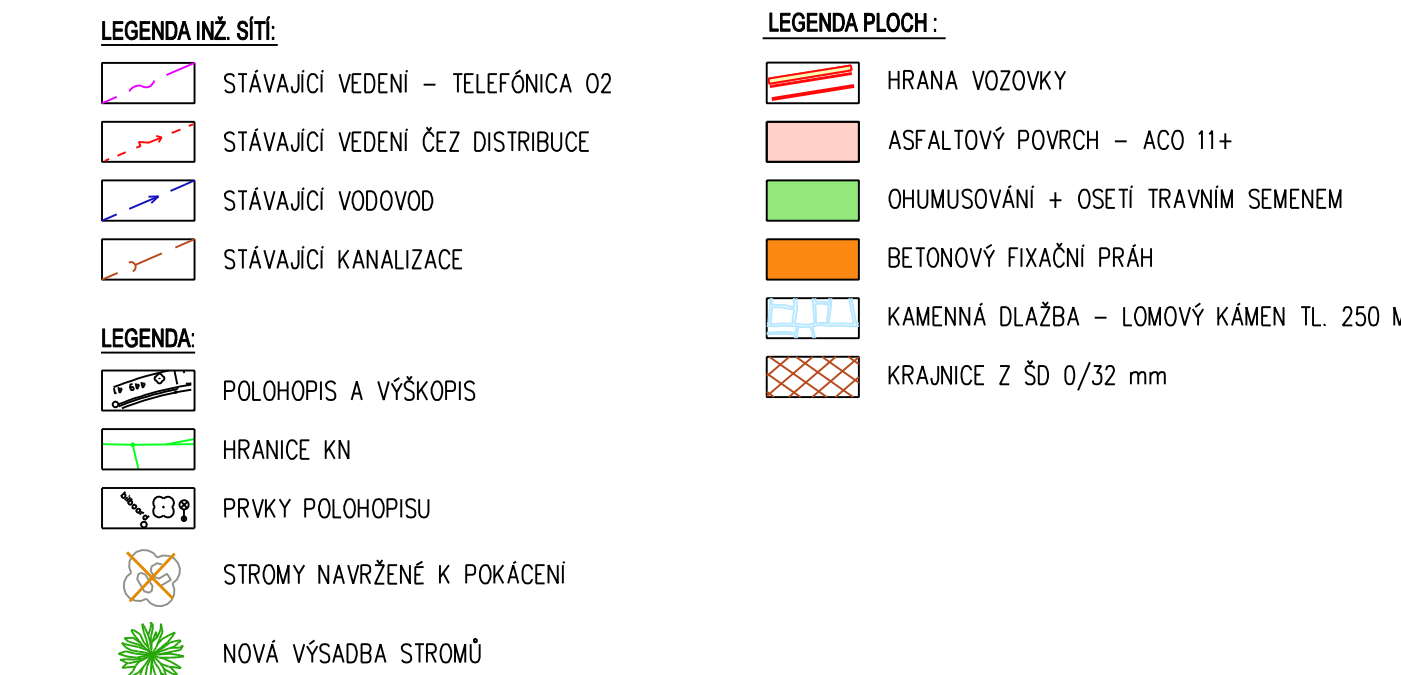 LEGENDA INŽ. SÍTÍ:
STÁVAJÍCÍ VEDENÍ – TELEFÓNICA O2
STÁVAJÍCÍ VEDENÍ ČEZ DISTRIBUCE
STÁVAJÍCÍ VODOVOD
STÁVAJÍCÍ KANALIZACE
LEGENDA:
POLOHOPIS A VÝŠKOPIS
HRANICE KN
bilboard
PRVKY POLOHOPISU
STROMY NAVRŽENÉ K POKÁCENÍ
NOVÁ VÝSADBA STROMŮ
LEGENDA PLOCH :
HRANA VOZOVKY
ASFALTOVÝ POVRCH – ACO 11+
OHUMUSOVÁNÍ + OSETÍ TRAVNÍM SEMENEM
BETONOVÝ FIXAČNÍ PRÁH
KAMENNÁ DLAŽBA – LOMOVÝ KÁMEN TL. 250
KRAJNICE Z ŠD 0/32 mm